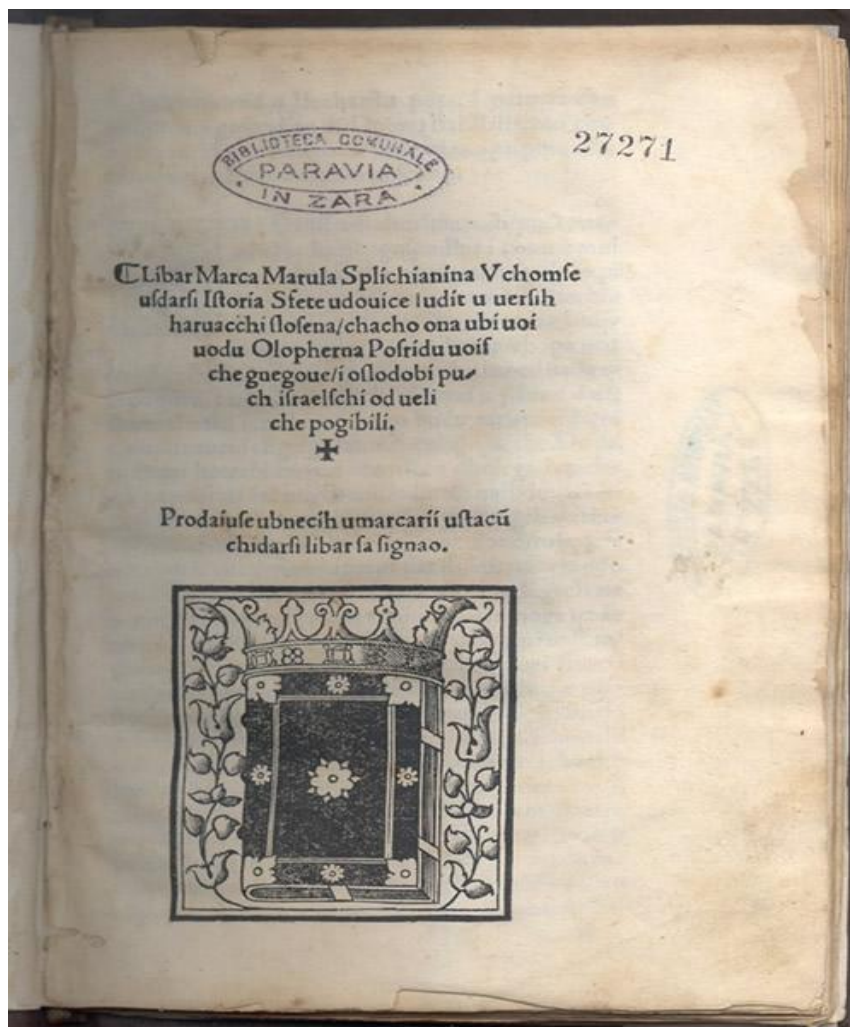 BIBLIOTECA COMUNALE
PARAVIA
IN ZARA
27271
⸿Libar Marca Marula Splichianina Vchomſe
uſdarſi Iſtoria Sfete udouice Iudit u uerſih
haruacchi ſloſena/chacho ona ubi uoi
uodu Olopherna Poſridu uoiſ
che gnegoue/i oſlodobi pu⸗
ch iſraelſchi od ueli
che pogibili.
✠
Prodaiuſe ubnecih umarcarii uſtacū
chidarſi libar ſa ſignao.